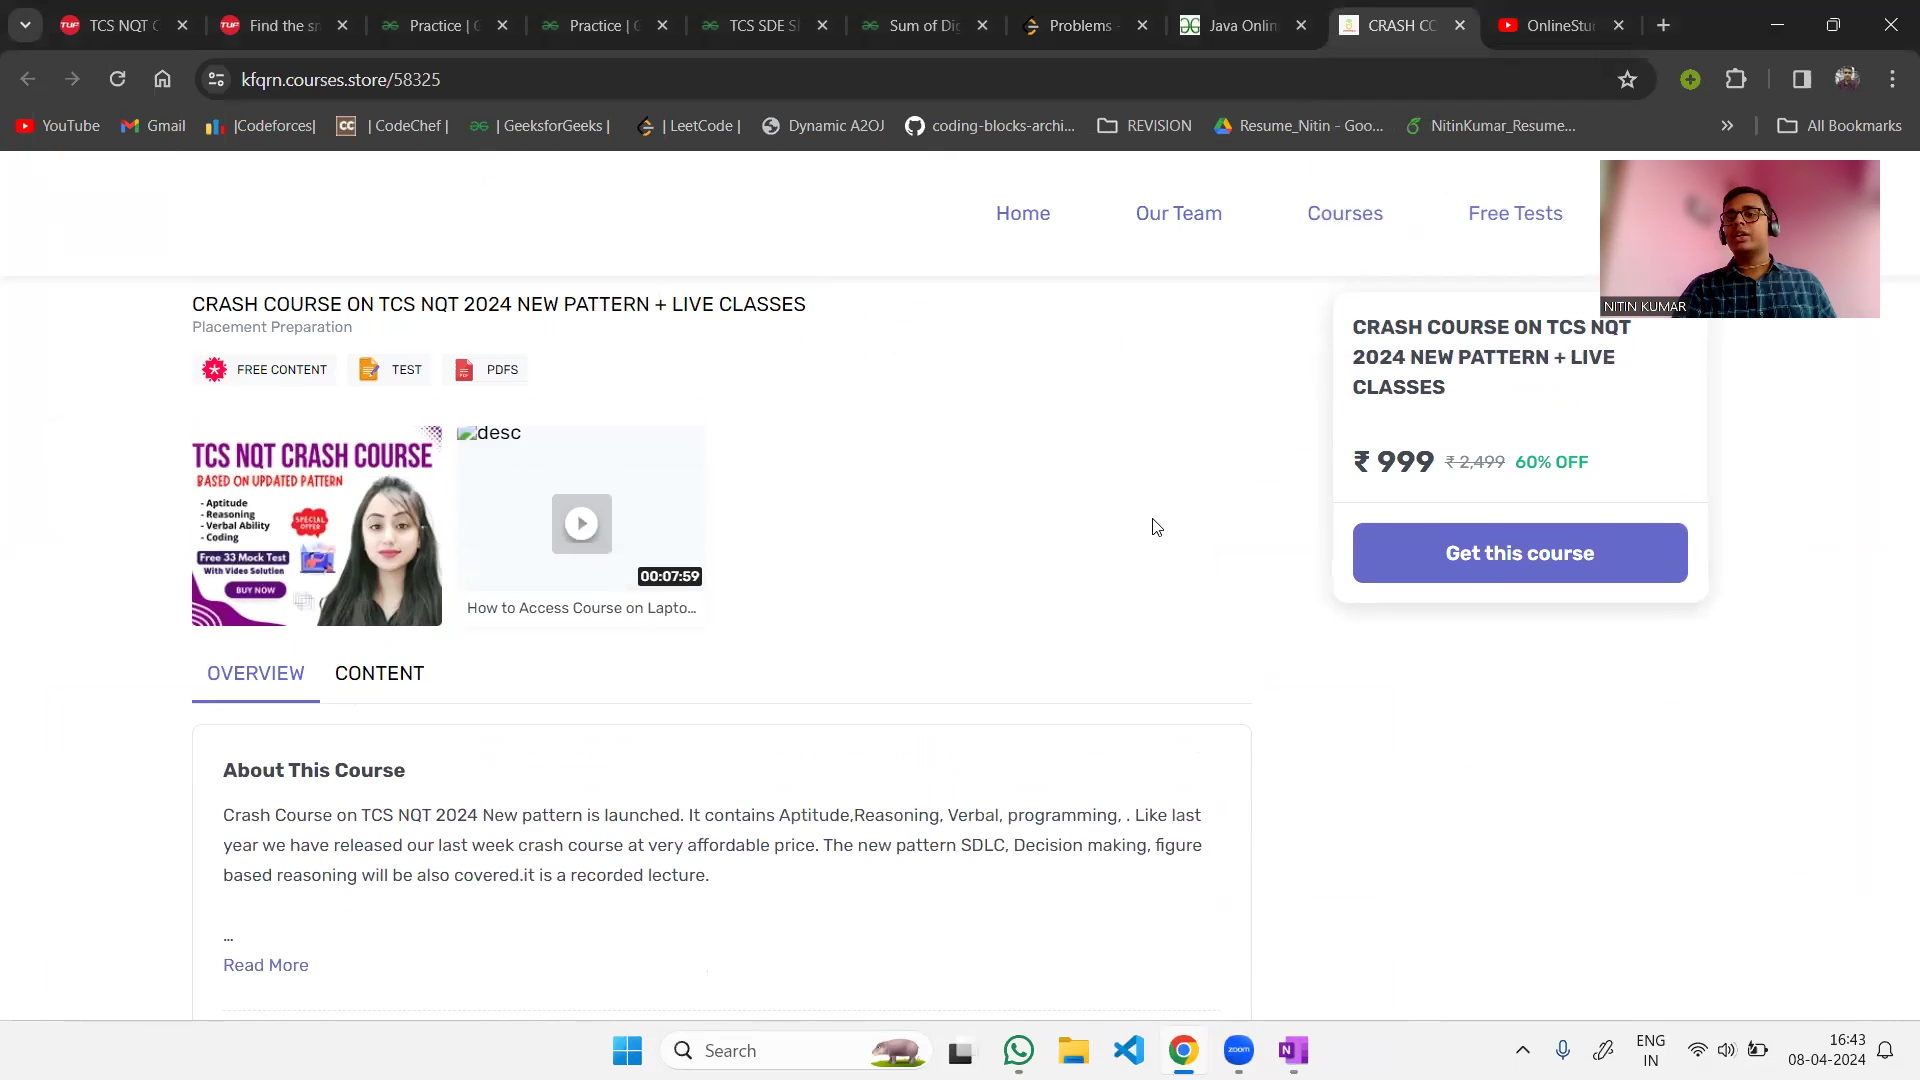 TCS NQT C
Find the sn
Practice | G
Practice | G
TCS SDE Sh
Sum of Dig
Problems -
Java Onlin
CRASH CO
OnlineStu
kfqrn.courses.store/58325
YouTube
Gmail
|Codeforces|
| CodeChef |
| GeeksforGeeks |
| LeetCode |
Dynamic A2OJ
coding-blocks-archi...
REVISION
Resume_Nitin - Goo...
NitinKumar_Resume...
All Bookmarks
Home
Our Team
Courses
Free Tests
NITIN KUMAR
CRASH COURSE ON TCS NQT 2024 NEW PATTERN + LIVE CLASSES
Placement Preparation
FREE CONTENT
TEST
PDFS
TCS NQT CRASH COURSE
BASED ON UPDATED PATTERN
- Aptitude
- Reasoning
- Verbal Ability
- Coding
SPECIAL
OFFER
Free 33 Mock Test
With Video Solution
BUY NOW
desc
00:07:59
How to Access Course on Lapto...
CRASH COURSE ON TCS NQT
2024 NEW PATTERN + LIVE
CLASSES
₹ 999 ₹ 2,499 60% OFF
Get this course
OVERVIEW
CONTENT
About This Course
Crash Course on TCS NQT 2024 New pattern is launched. It contains Aptitude,Reasoning, Verbal, programming, . Like last
year we have released our last week crash course at very affordable price. The new pattern SDLC, Decision making, figure
based reasoning will be also covered.it is a recorded lecture.
...
Read More
Search
zoom
ENG
IN
16:43
08-04-2024